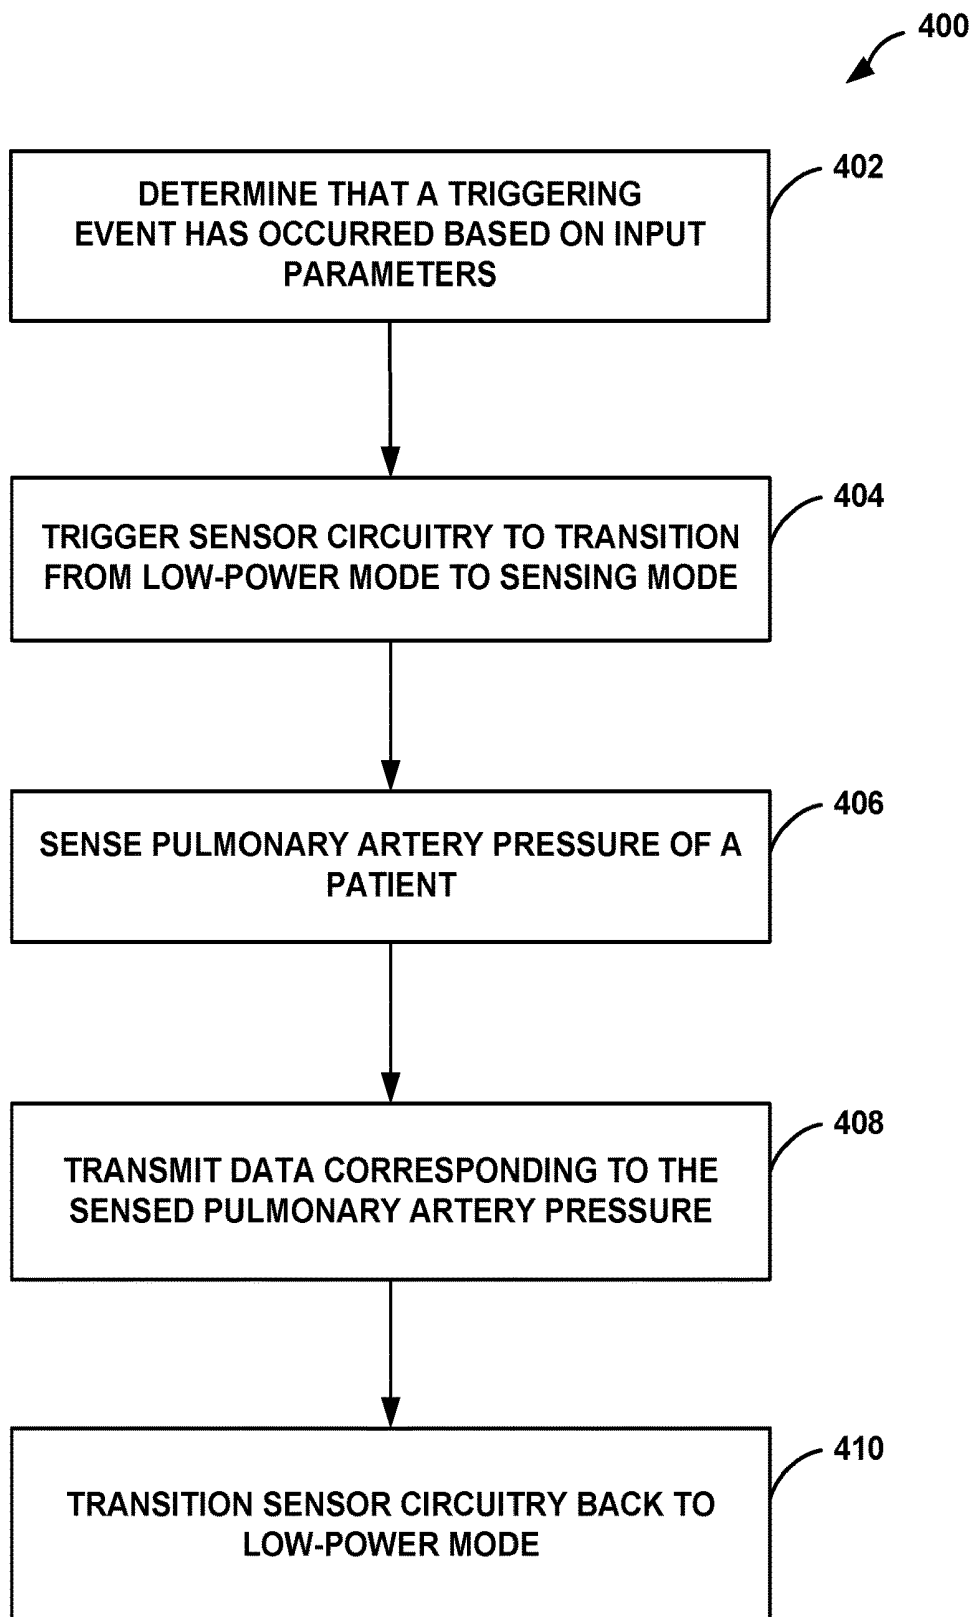 400
402
DETERMINE THAT A TRIGGERING
EVENT HAS OCCURRED BASED ON INPUT
PARAMETERS
404
TRIGGER SENSOR CIRCUITRY TO TRANSITION
FROM LOW-POWER MODE TO SENSING MODE
406
SENSE PULMONARY ARTERY PRESSURE OF A
PATIENT
408
TRANSMIT DATA CORRESPONDING TO THE
SENSED PULMONARY ARTERY PRESSURE
410
TRANSITION SENSOR CIRCUITRY BACK TO
LOW-POWER MODE